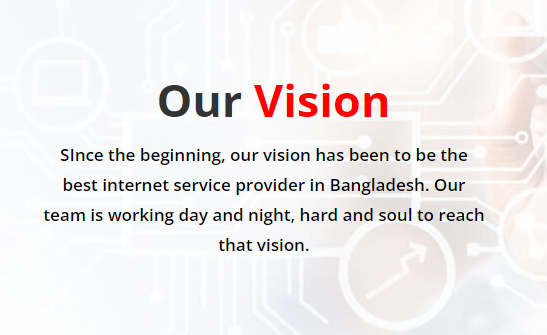 Our Vision
SInce the beginning, our vision has been to be the
best internet service provider in Bangladesh. Our
team is working day and night, hard and soul to reach
that vision.